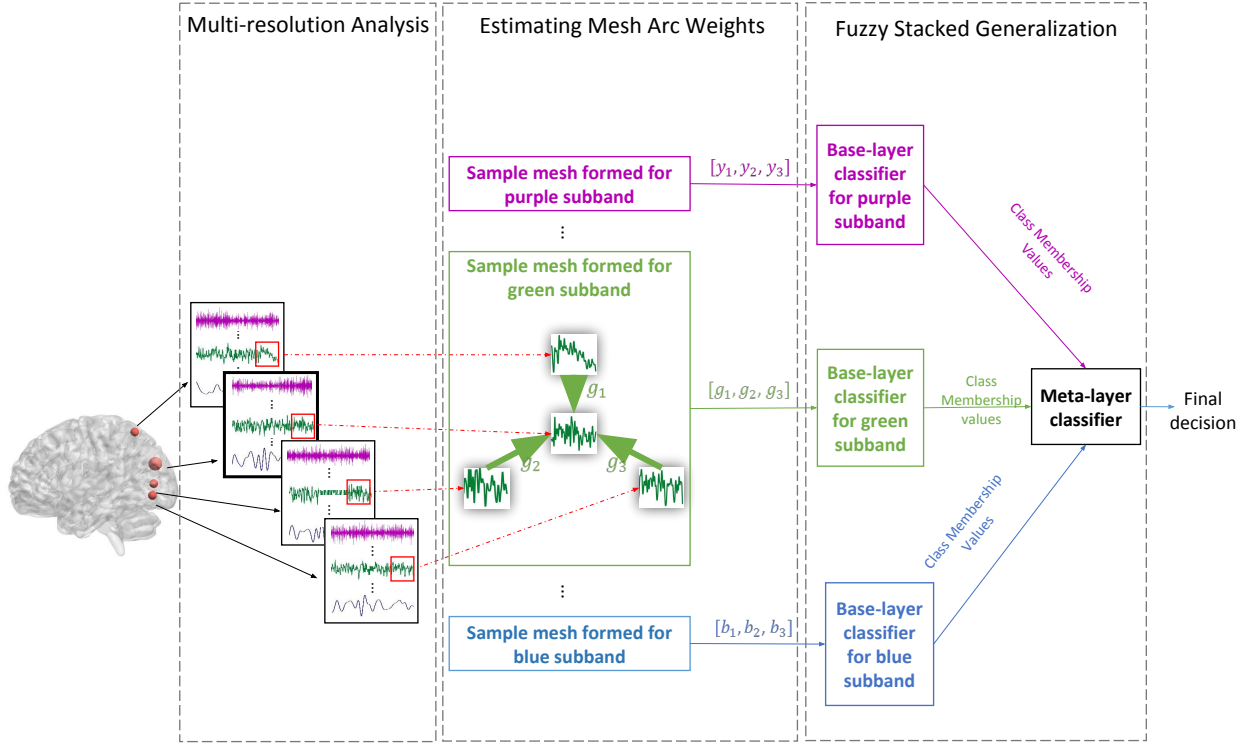 Multi-resolution Analysis
Estimating Mesh Arc Weights
Fuzzy Stacked Generalization
Sample mesh formed for
purple subband
[y₁, y₂, y₃]
Base-layer
classifier
for purple
subband
Class Membership
Values
⋮
Sample mesh formed for
green subband
g₁
g₂
g₃
[g₁, g₂, g₃]
Base-layer
classifier
for green
subband
Class
Membership
values
Meta-layer
classifier
Final
decision
⋮
Sample mesh formed for
blue subband
[b₁, b₂, b₃]
Base-layer
classifier
for blue
subband
Class Membership
Values